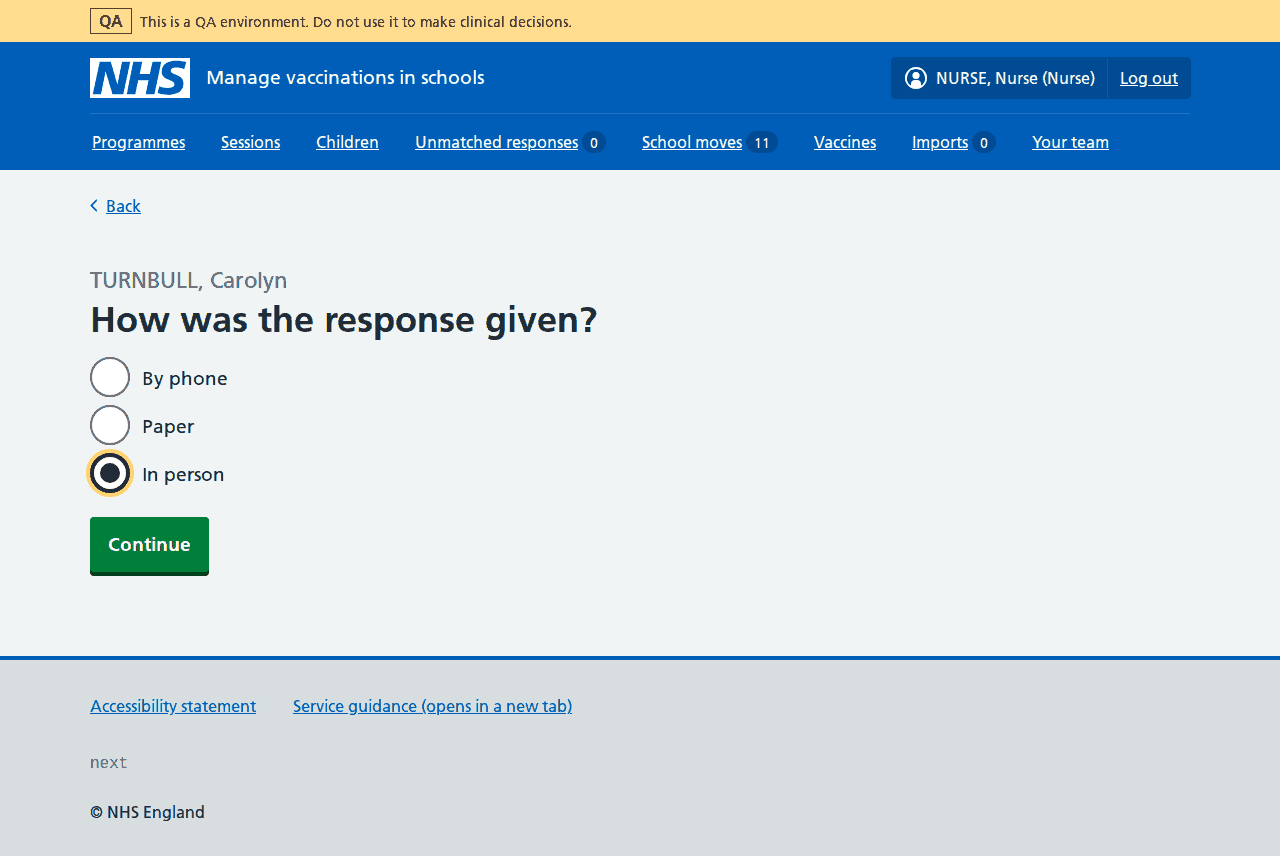 QA This is a QA environment. Do not use it to make clinical decisions.
NHS Manage vaccinations in schools NURSE, Nurse (Nurse) Log out
Programmes Sessions Children Unmatched responses 0 School moves 11 Vaccines Imports 0 Your team
Back
TURNBULL, Carolyn
How was the response given?
By phone
Paper
In person
Continue
Accessibility statement Service guidance (opens in a new tab)
next
© NHS England